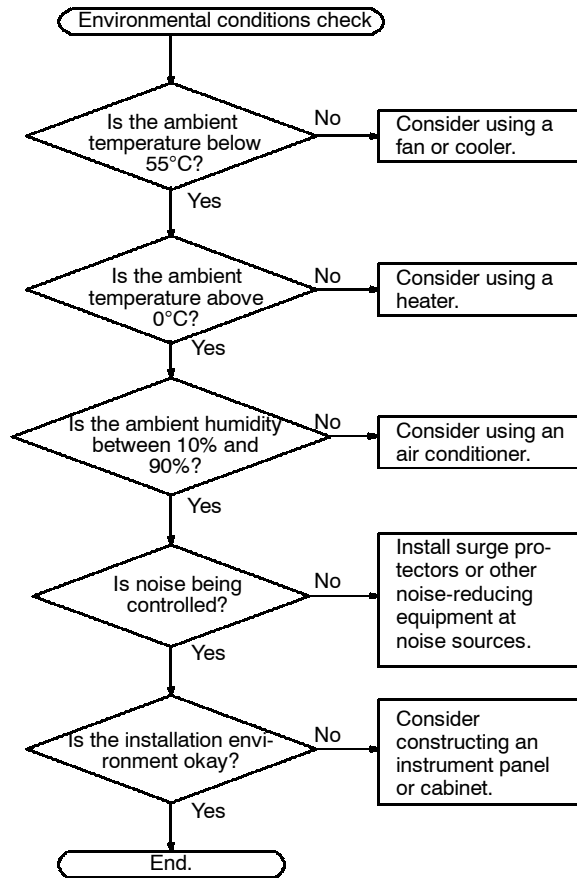 Environmental conditions check
Is the ambient
temperature below
55°C?
No
Consider using a
fan or cooler.
Yes
Is the ambient
temperature above
0°C?
No
Consider using a
heater.
Yes
Is the ambient humidity
between 10% and
90%?
No
Consider using an
air conditioner.
Yes
Is noise being
controlled?
No
Install surge pro-
tectors or other
noise-reducing
equipment at
noise sources.
Yes
Is the installation envi-
ronment okay?
No
Consider
constructing an
instrument panel
or cabinet.
Yes
End.